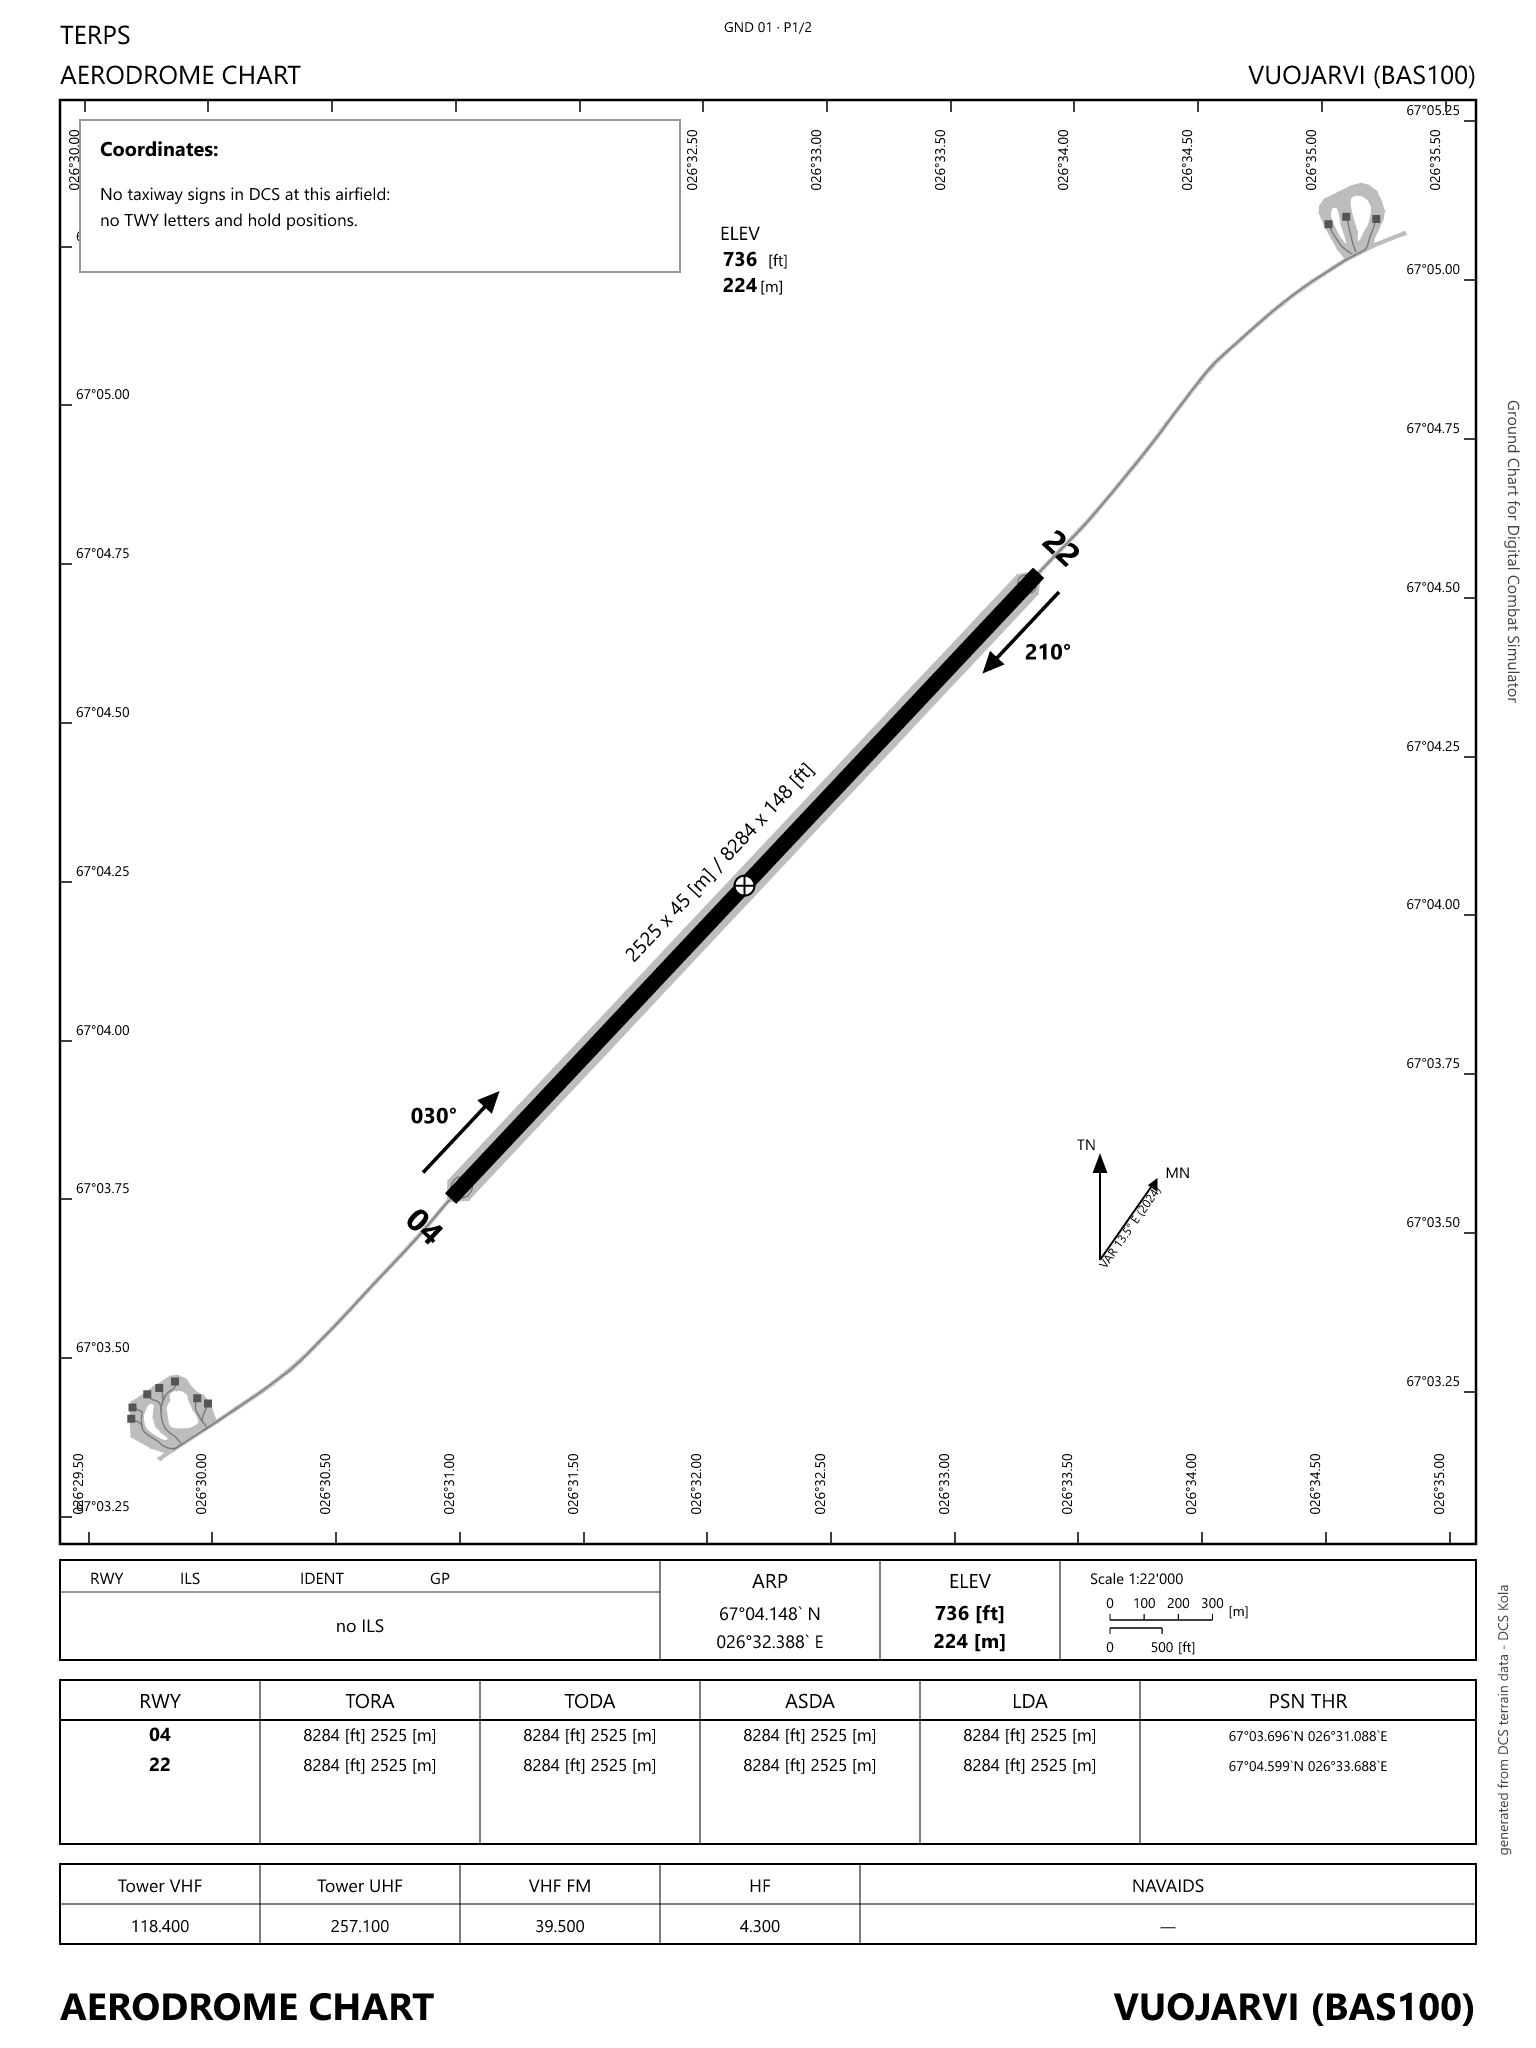 GND 01 · P1/2
TERPS
AERODROME CHART
VUOJARVI (BAS100)
026°30.00
026°32.50
026°33.00
026°33.50
026°34.00
026°34.50
026°35.00
026°35.50
67°05.25
Coordinates:
No taxiway signs in DCS at this airfield:
no TWY letters and hold positions.
ELEV
736 [ft]
224 [m]
67°05.00
67°05.00
67°04.75
22
67°04.75
67°04.50
210°
67°04.50
67°04.25
2525 x 45 [m] / 8284 x 148 [ft]
67°04.25
67°04.00
67°04.00
67°03.75
030°
TN
MN
VAR 13.5° E (2024)
67°03.75
04
67°03.50
67°03.50
67°03.25
67°03.25
026°29.50
026°30.00
026°30.50
026°31.00
026°31.50
026°32.00
026°32.50
026°33.00
026°33.50
026°34.00
026°34.50
026°35.00
Ground Chart for Digital Combat Simulator
RWY ILS IDENT GP
no ILS
ARP
67°04.148` N
026°32.388` E
ELEV
736 [ft]
224 [m]
Scale 1:22'000
0 100 200 300 [m]
0 500 [ft]
RWY TORA TODA ASDA LDA PSN THR
04 8284 [ft] 2525 [m] 8284 [ft] 2525 [m] 8284 [ft] 2525 [m] 8284 [ft] 2525 [m] 67°03.696`N 026°31.088`E
22 8284 [ft] 2525 [m] 8284 [ft] 2525 [m] 8284 [ft] 2525 [m] 8284 [ft] 2525 [m] 67°04.599`N 026°33.688`E
generated from DCS terrain data - DCS Kola
Tower VHF Tower UHF VHF FM HF NAVAIDS
118.400 257.100 39.500 4.300 —
AERODROME CHART
VUOJARVI (BAS100)